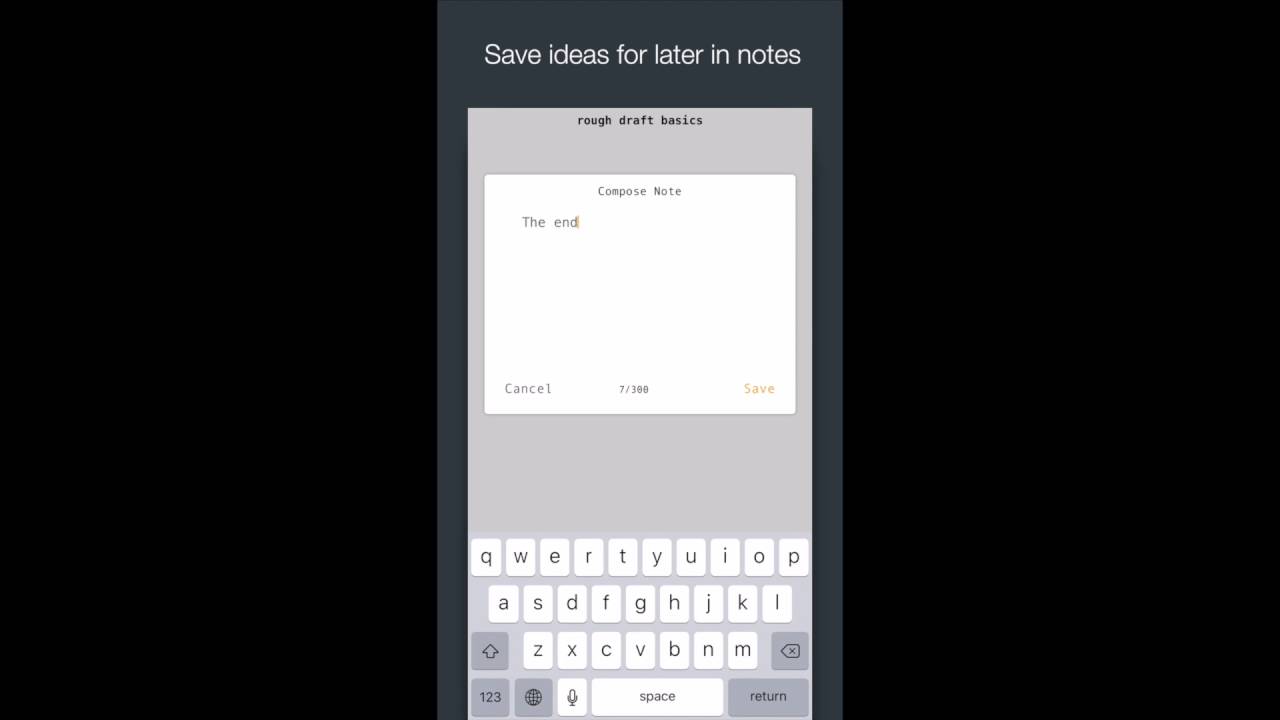 Save ideas for later in notes
rough draft basics
Compose Note
The end
Cancel 7/300 Save
q w e r t y u i o p
a s d f g h j k l
z x c v b n m
123 space return